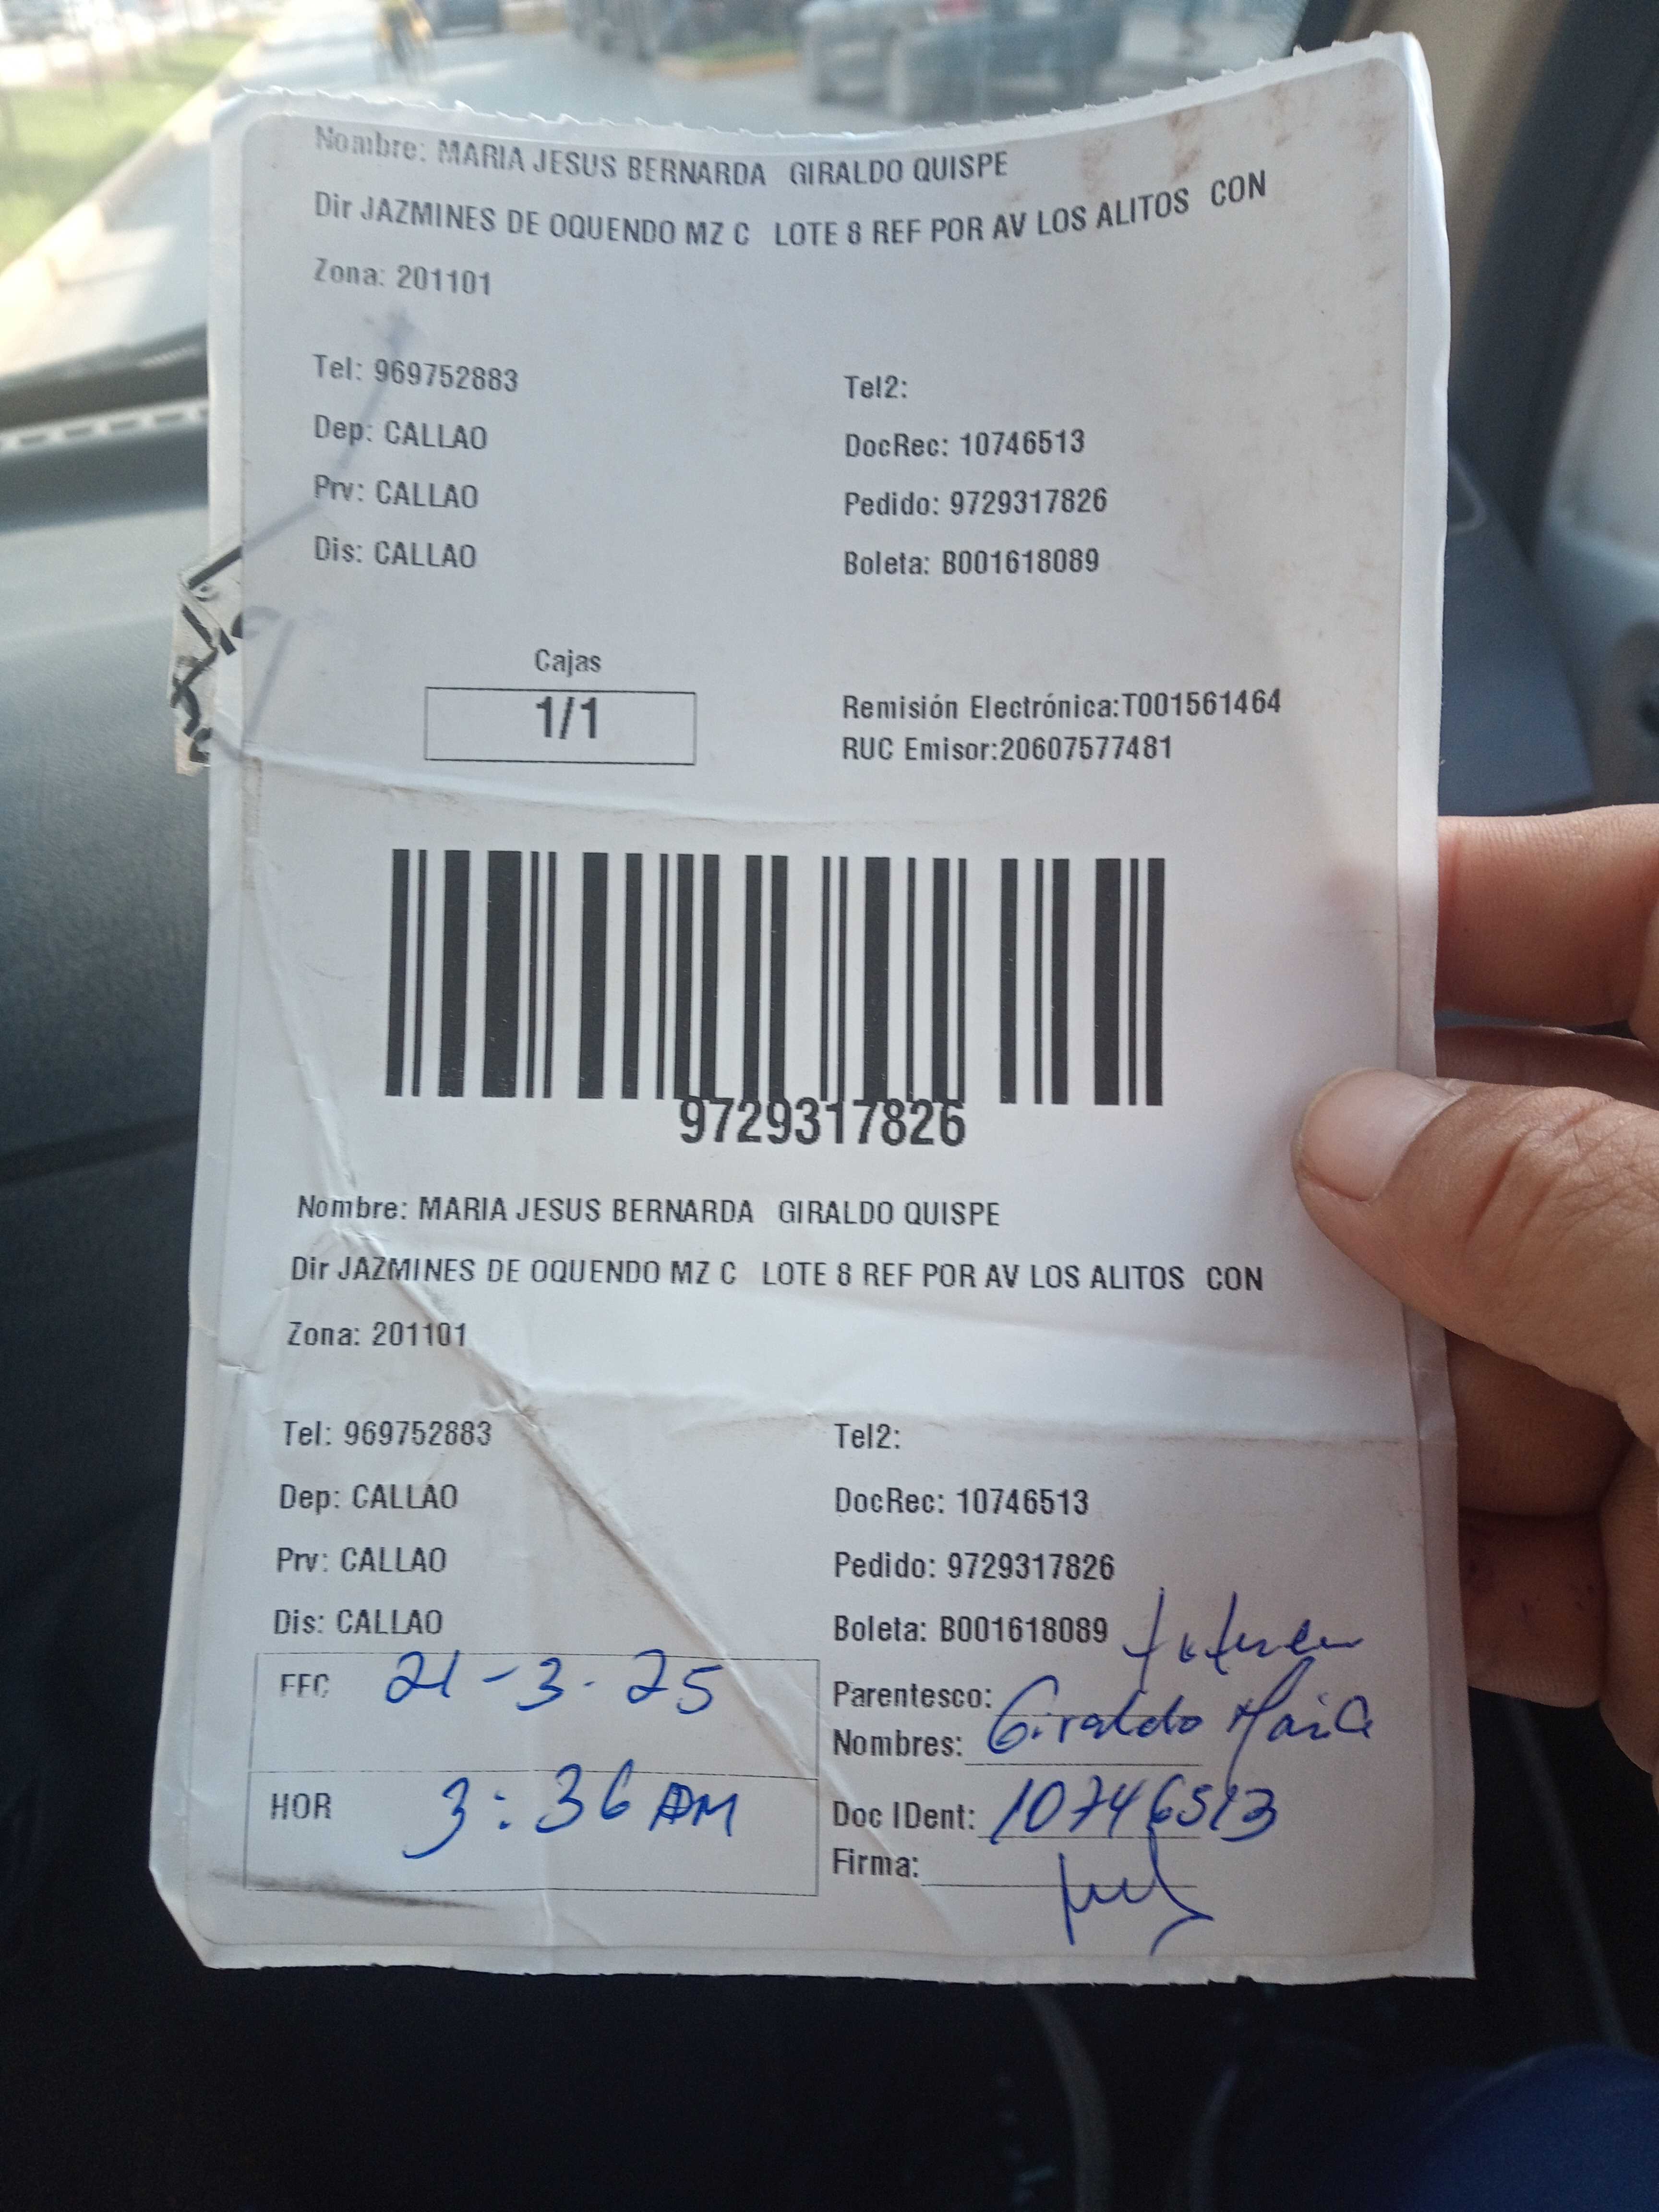 Nombre: MARIA JESUS BERNARDA GIRALDO QUISPE
Dir JAZMINES DE OQUENDO MZ C LOTE 8 REF POR AV LOS ALITOS CON
Zona: 201101
Tel: 969752883 Tel2:
Dep: CALLAO DocRec: 10746513
Prv: CALLAO Pedido: 9729317826
Dis: CALLAO Boleta: B001618089
Cajas
1/1
Remisión Electrónica:T001561464
RUC Emisor:20607577481
9729317826
Nombre: MARIA JESUS BERNARDA GIRALDO QUISPE
Dir JAZMINES DE OQUENDO MZ C LOTE 8 REF POR AV LOS ALITOS CON
Zona: 201101
Tel: 969752883 Tel2:
Dep: CALLAO DocRec: 10746513
Prv: CALLAO Pedido: 9729317826
Dis: CALLAO Boleta: B001618089
FEC 21-3-25
Parentesco:
Nombres: Giraldo Maria
HOR 3:36 PM
Doc IDent: 10746513
Firma: